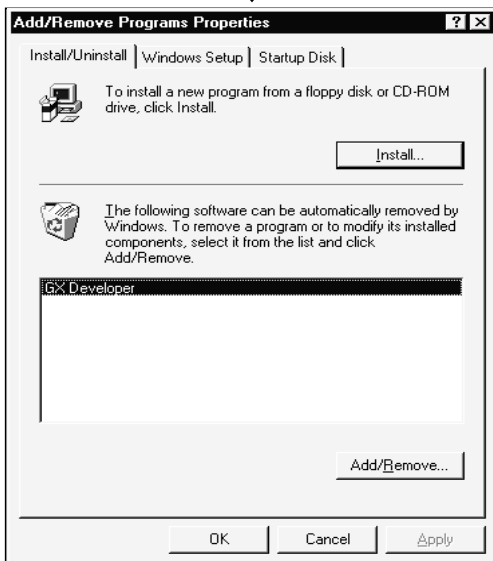 Add/Remove Programs Properties ? X
Install/Uninstall Windows Setup Startup Disk
To install a new program from a floppy disk or CD-ROM
drive, click Install.
Install...
The following software can be automatically removed by
Windows. To remove a program or to modify its installed
components, select it from the list and click
Add/Remove.
GX Developer
Add/Remove...
OK Cancel Apply